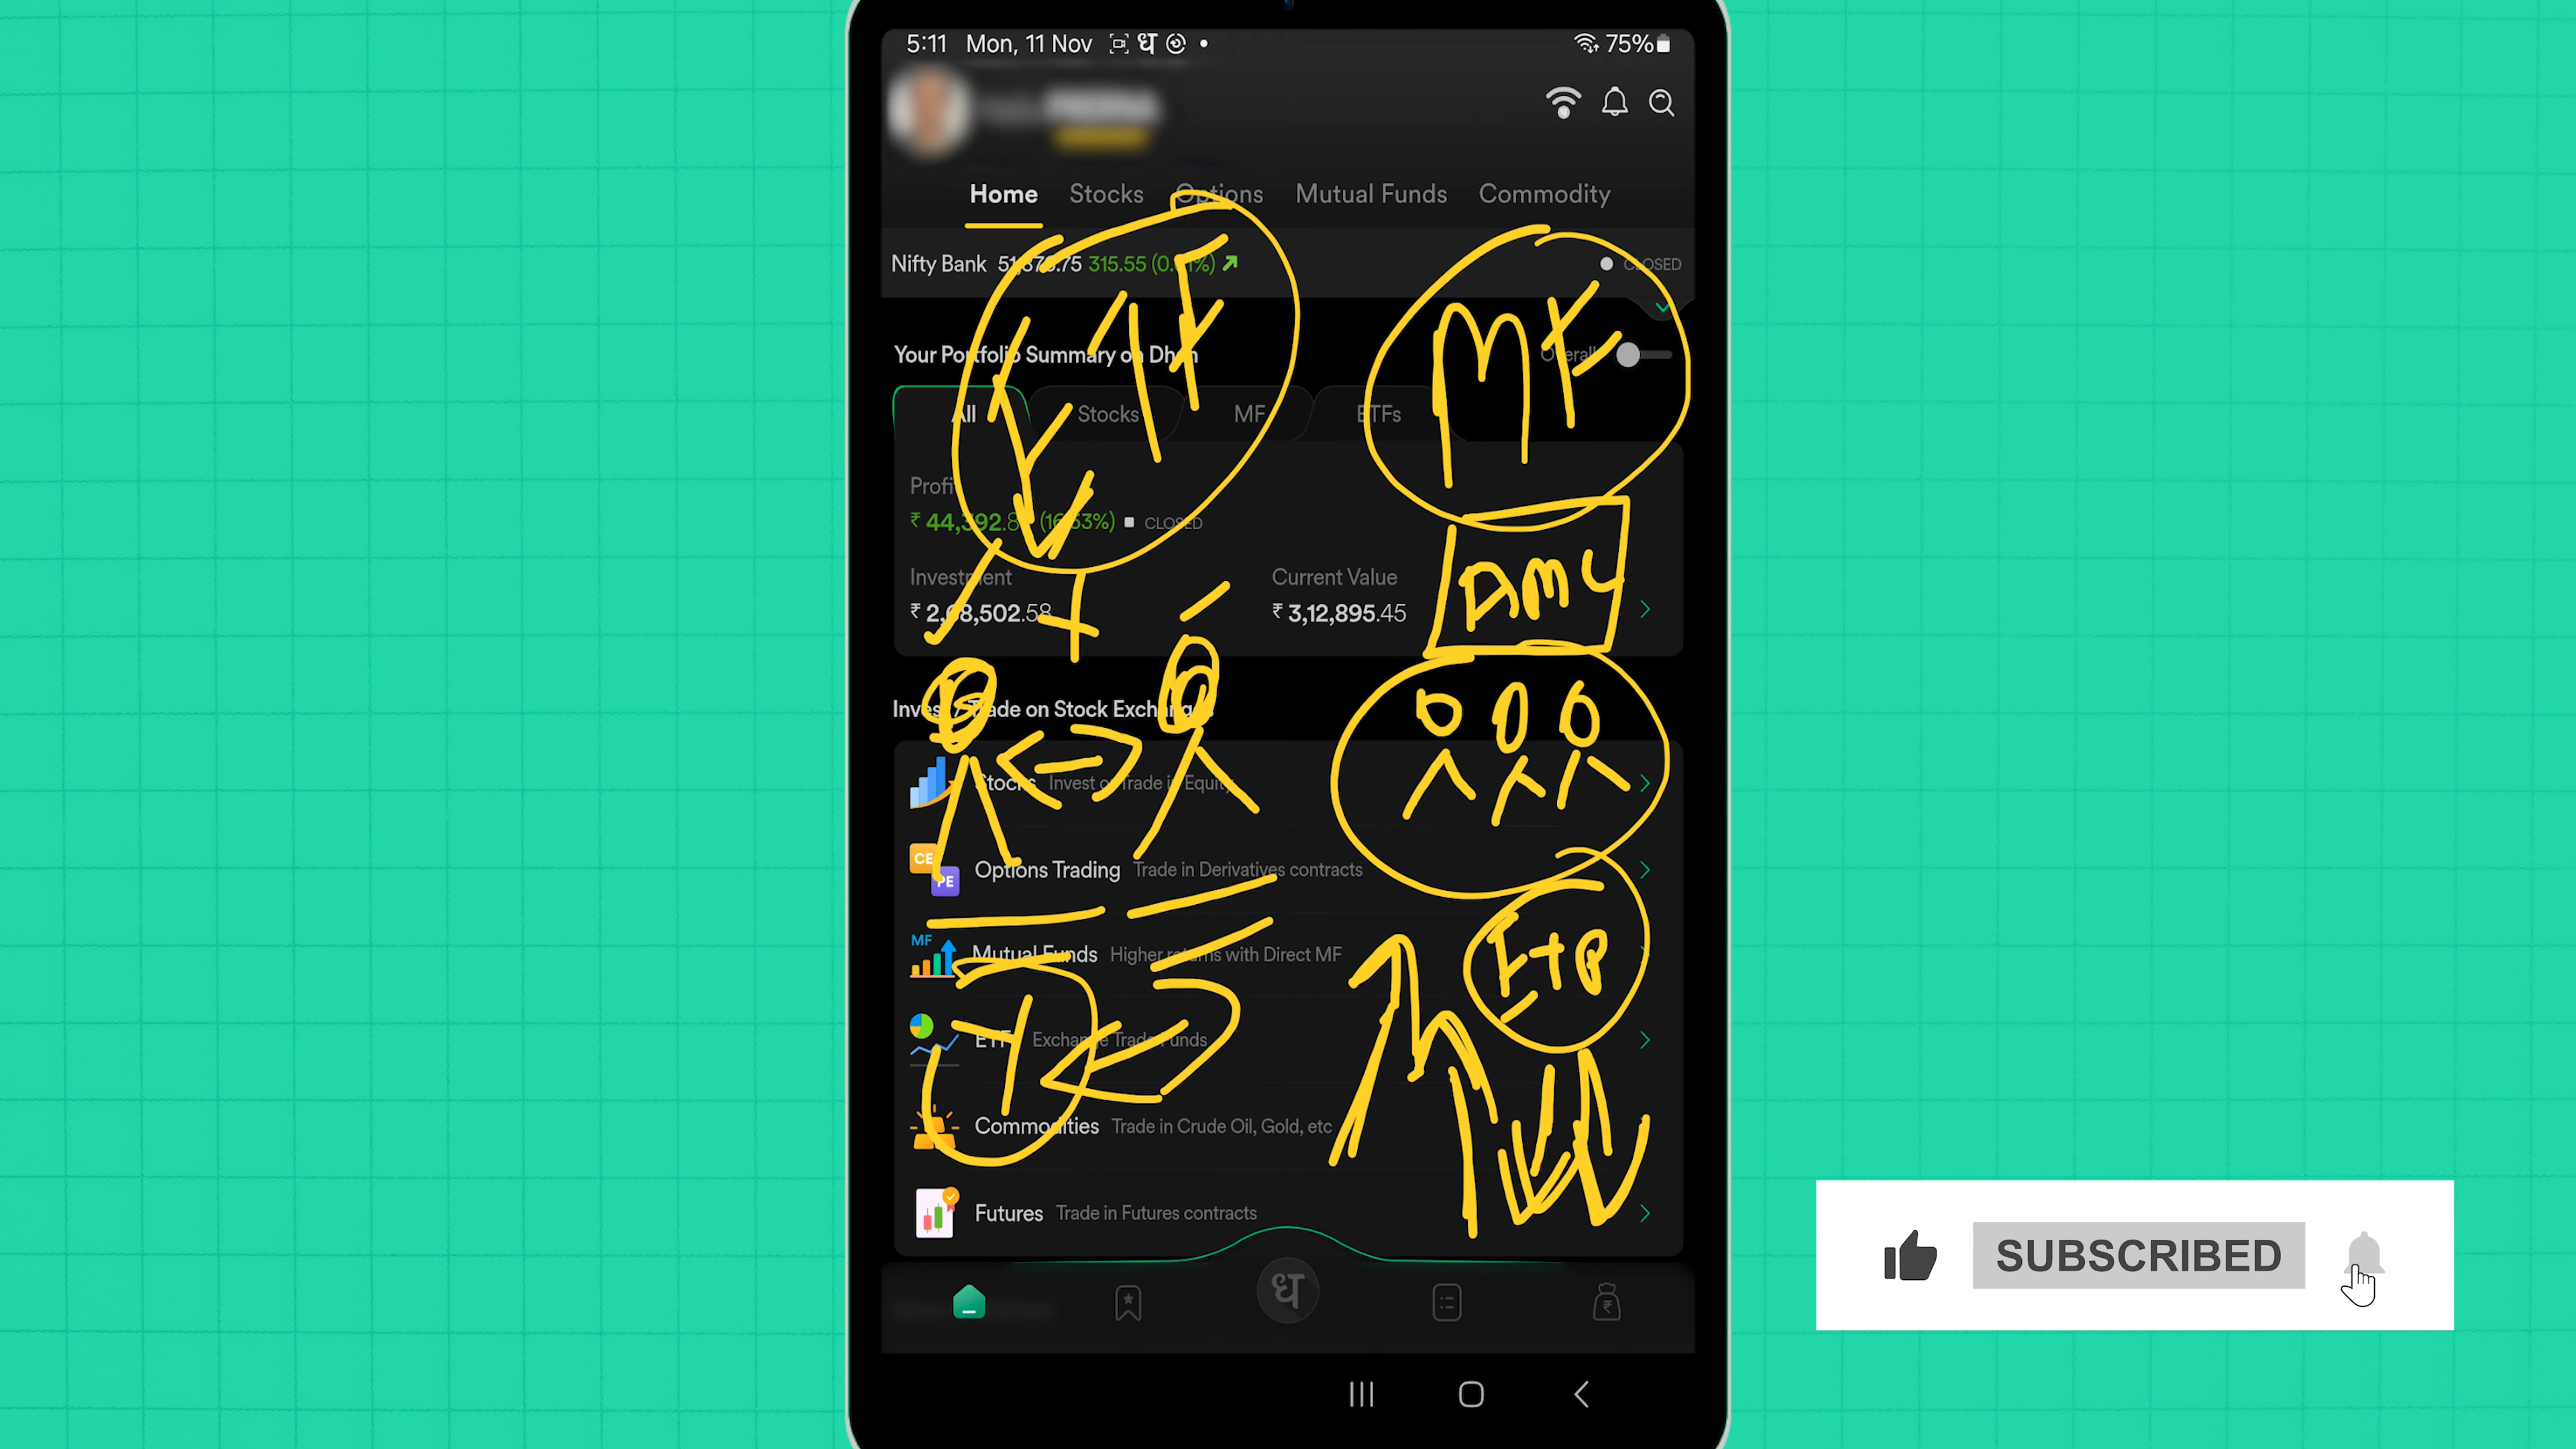 5:11 Mon, 11 Nov ध 75%
Home Stocks Options Mutual Funds Commodity
Nifty Bank 315.55 CLOSED
Your Portfolio Summary on Dhan Overall
All Stocks MF ETFs
ETF MF
Profit
CLOSED
Investment Current Value
₹ 3,12,895.45
AMC
Invest / Trade on Stock Exchange
Stocks Invest or Trade in Equity
CE
PE
Options Trading Trade in Derivatives contracts
MF
Mutual Funds Higher returns with Direct MF
ETF Exchange Trade Funds
Commodities Trade in Crude Oil, Gold, etc
Futures Trade in Futures contracts
ध
SUBSCRIBED